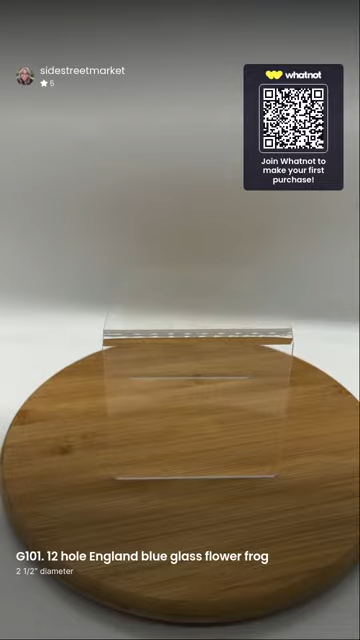 sidestreetmarket
★ 5
whatnot
Join Whatnot to
make your first
purchase!
G101. 12 hole England blue glass flower frog
2 1/2" diameter